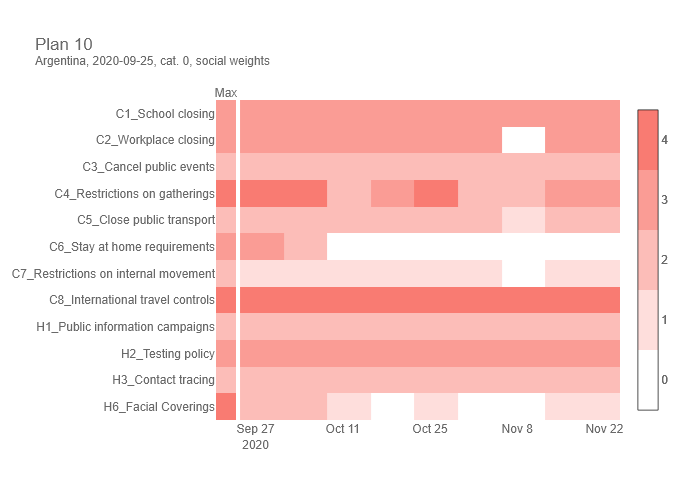 Plan 10
Argentina, 2020-09-25, cat. 0, social weights
Max
C1_School closing
C2_Workplace closing
C3_Cancel public events
C4_Restrictions on gatherings
C5_Close public transport
C6_Stay at home requirements
C7_Restrictions on internal movement
C8_International travel controls
H1_Public information campaigns
H2_Testing policy
H3_Contact tracing
H6_Facial Coverings
Sep 27 Oct 11 Oct 25 Nov 8 Nov 22
2020
4
3
2
1
0